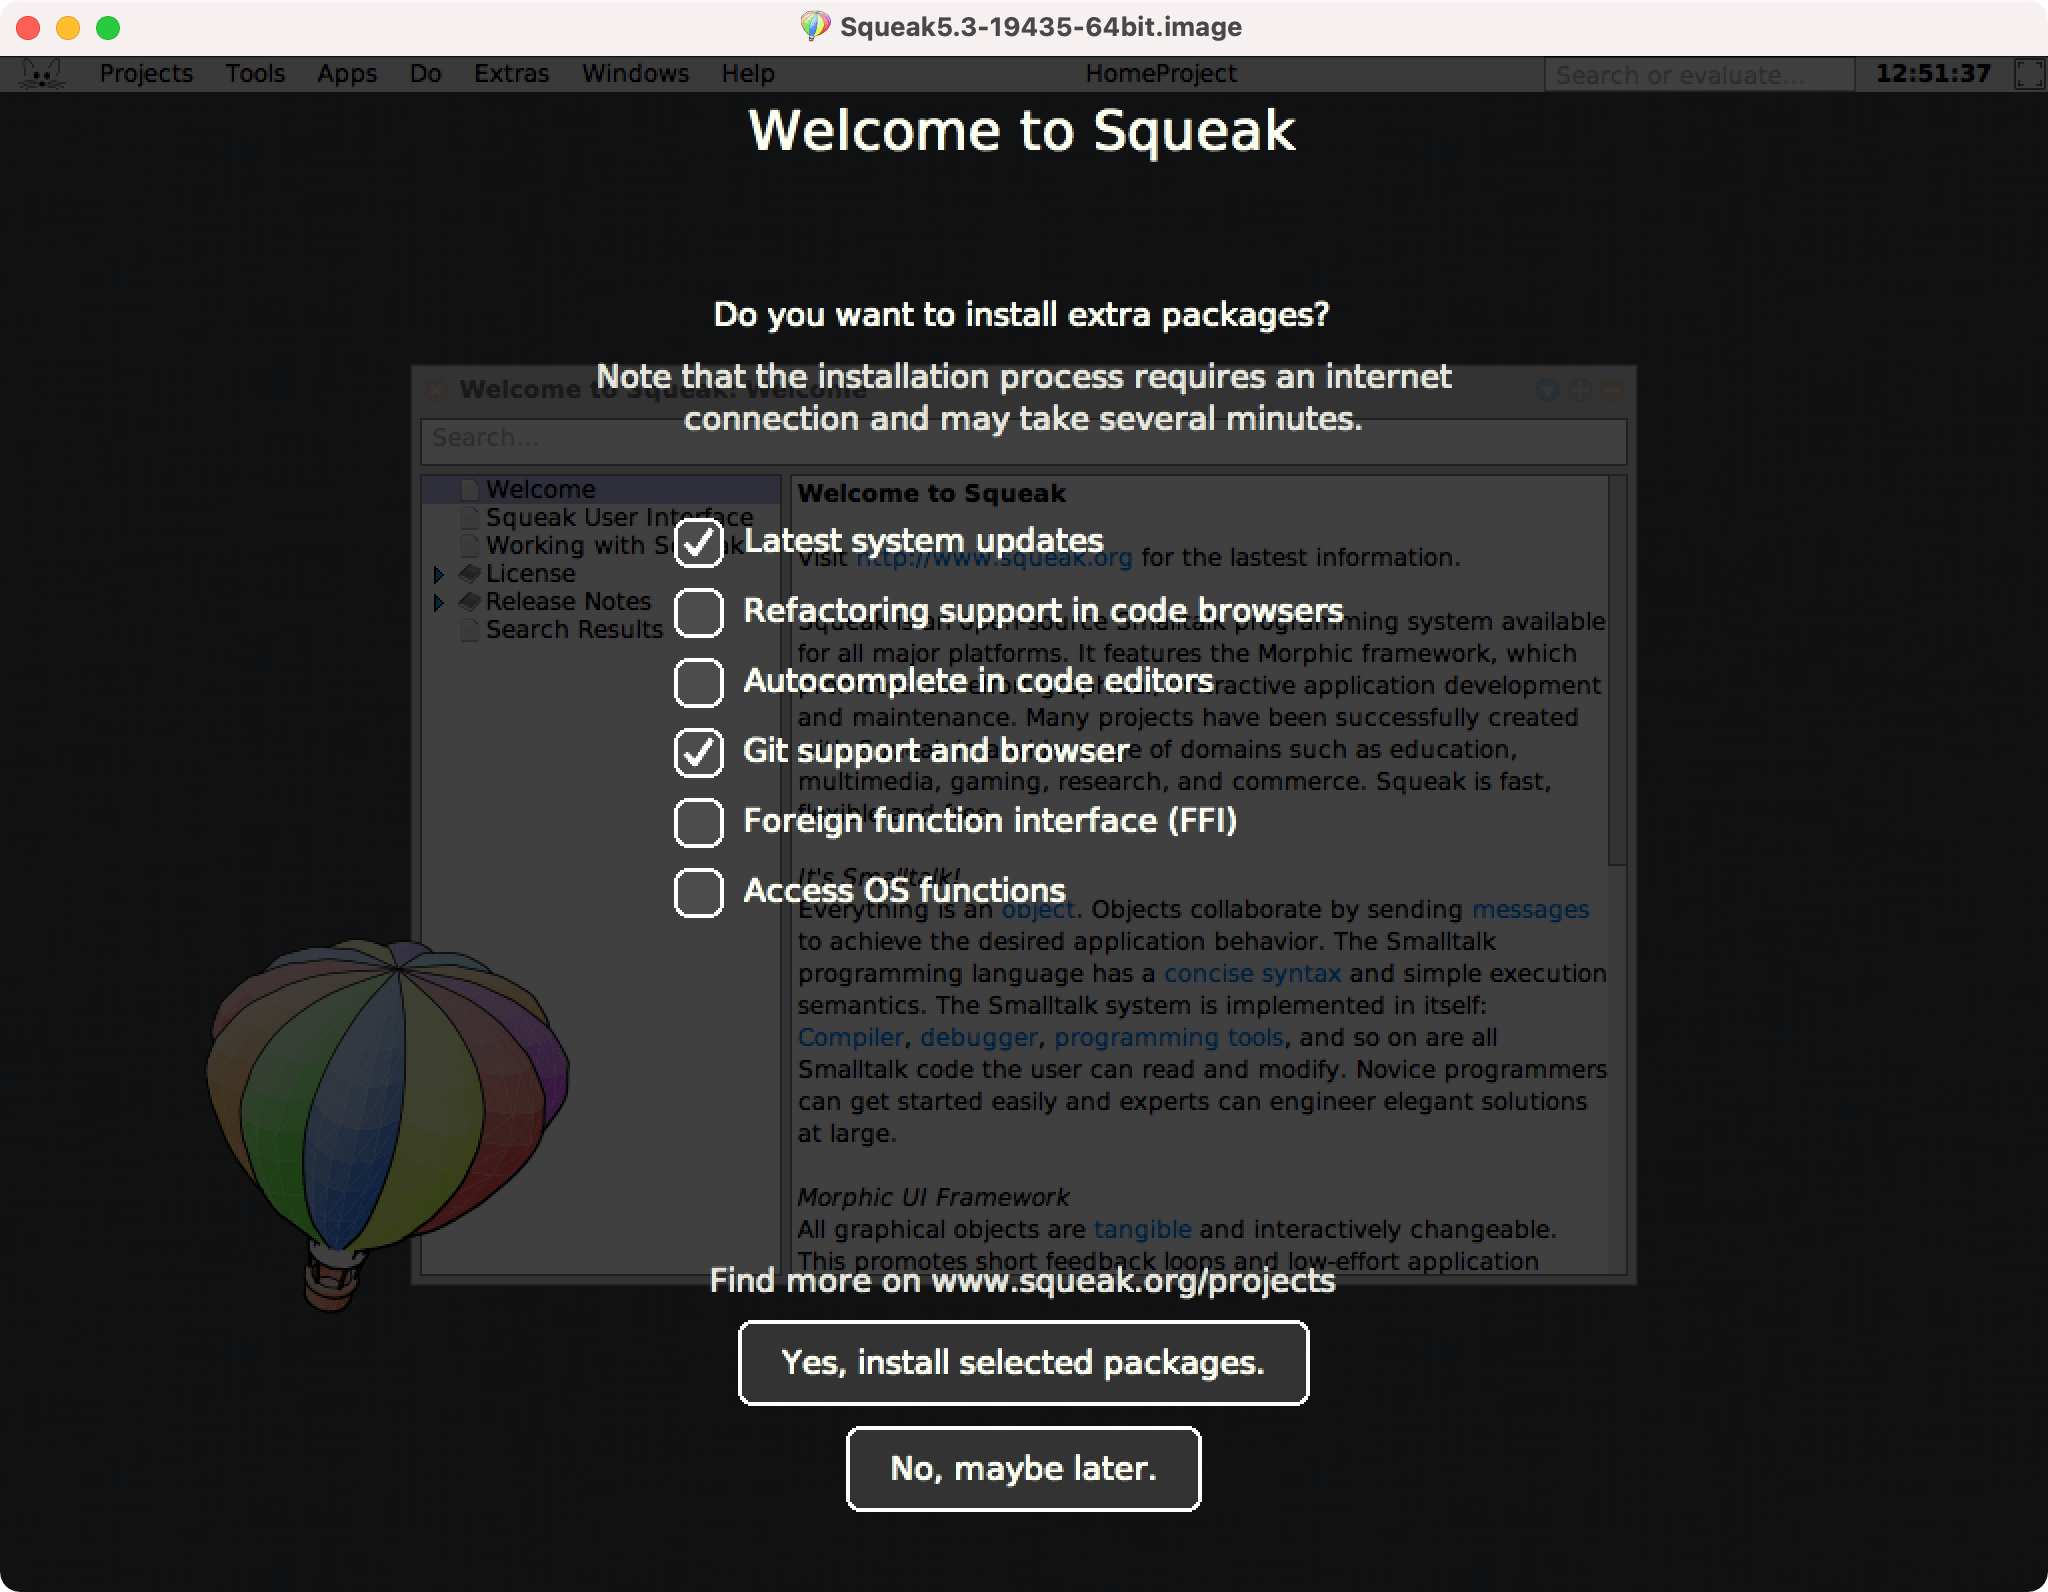 Squeak5.3-19435-64bit.image
Projects Tools Apps Do Extras Windows Help HomeProject Search or evaluate... 12:51:37
Welcome to Squeak
Do you want to install extra packages?
Note that the installation process requires an internet
connection and may take several minutes.
Welcome to Squeak: Welcome
Search...
Latest system updates
Refactoring support in code browsers
Autocomplete in code editors
Git support and browser
Foreign function interface (FFI)
Access OS functions
Welcome
Squeak User Interface
Working with Squeak
License
Release Notes
Search Results
Welcome to Squeak
Visit http://www.squeak.org for the lastest information.
Squeak is an open-source Smalltalk programming system available
for all major platforms. It features the Morphic framework, which
interactive application development
and maintenance. Many projects have been successfully created
of domains such as education,
multimedia, gaming, research, and commerce. Squeak is fast,
flexible and free.
It's Smalltalk!
Everything is an object. Objects collaborate by sending messages
to achieve the desired application behavior. The Smalltalk
programming language has a concise syntax and simple execution
semantics. The Smalltalk system is implemented in itself:
Compiler, debugger, programming tools, and so on are all
Smalltalk code the user can read and modify. Novice programmers
can get started easily and experts can engineer elegant solutions
at large.
Morphic UI Framework
All graphical objects are tangible and interactively changeable.
This promotes short feedback loops and low-effort application
Find more on www.squeak.org/projects
Yes, install selected packages.
No, maybe later.